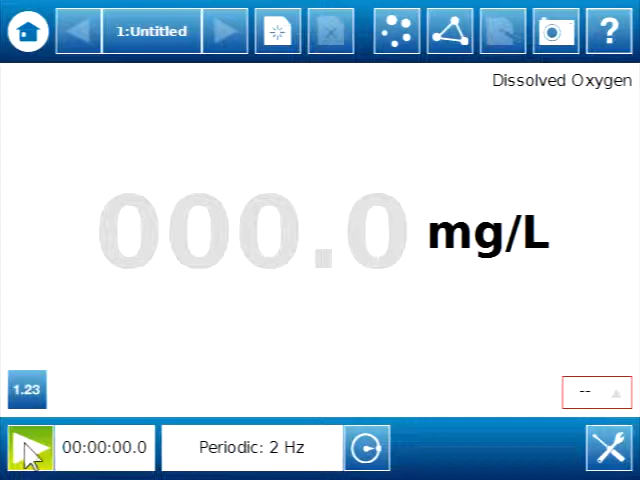 1:Untitled
?
Dissolved Oxygen
000.0 mg/L
1.23
--
00:00:00.0
Periodic: 2 Hz